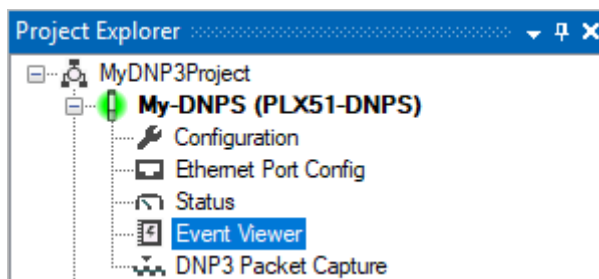 Project Explorer
MyDNP3Project
My-DNPS (PLX51-DNPS)
Configuration
Ethernet Port Config
Status
Event Viewer
DNP3 Packet Capture